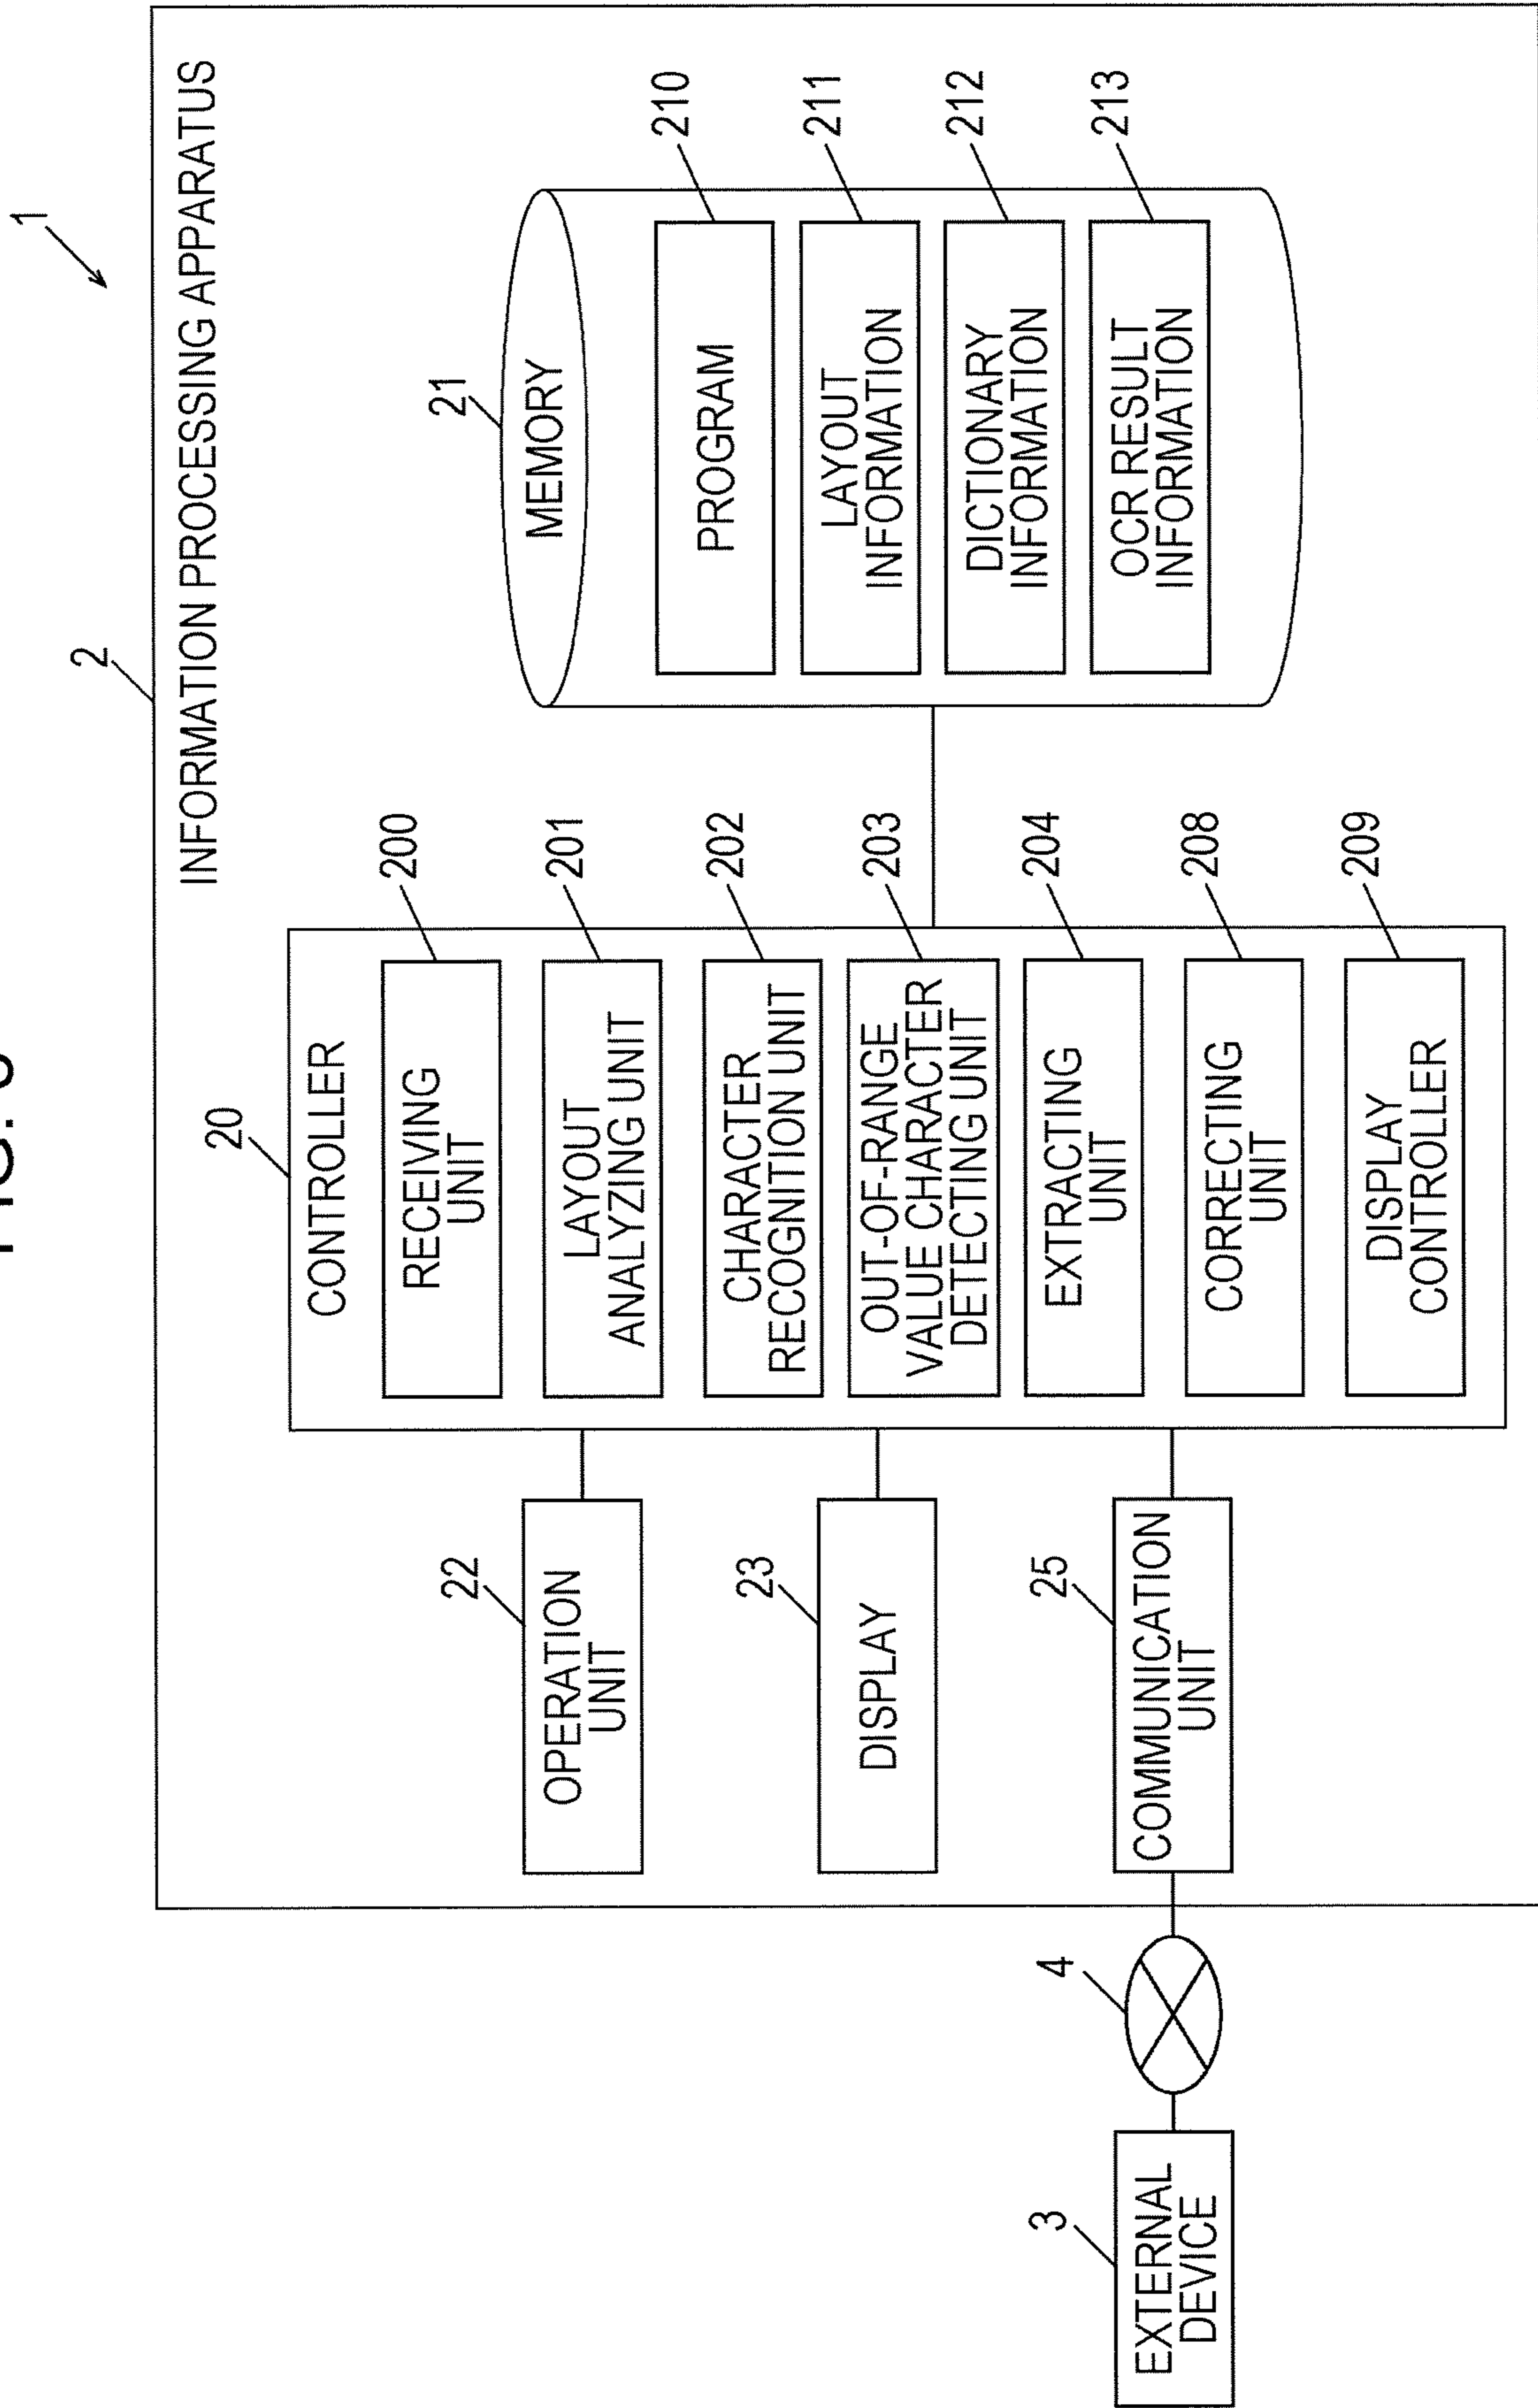 FIG.
1
2
INFORMATION PROCESSING APPARATUS
20
CONTROLLER
RECEIVING
UNIT
200
LAYOUT
ANALYZING UNIT
201
CHARACTER
RECOGNITION UNIT
202
OUT-OF-RANGE
VALUE CHARACTER
DETECTING UNIT
203
EXTRACTING
UNIT
204
CORRECTING
UNIT
208
DISPLAY
CONTROLLER
209
21
MEMORY
PROGRAM
210
LAYOUT
INFORMATION
211
DICTIONARY
INFORMATION
212
OCR RESULT
INFORMATION
213
22
OPERATION
UNIT
23
DISPLAY
25
COMMUNICATION
UNIT
4
3
EXTERNAL
DEVICE